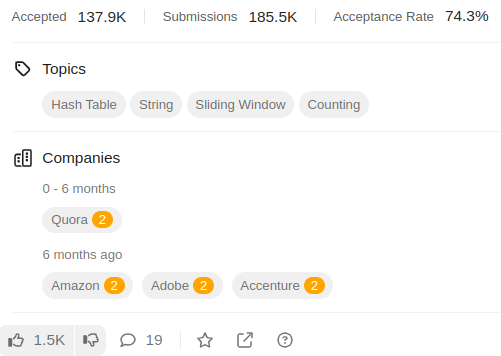 Accepted 137.9K Submissions 185.5K Acceptance Rate 74.3%
Topics
Hash Table String Sliding Window Counting
Companies
0 - 6 months
Quora 2
6 months ago
Amazon 2 Adobe 2 Accenture 2
1.5K 19